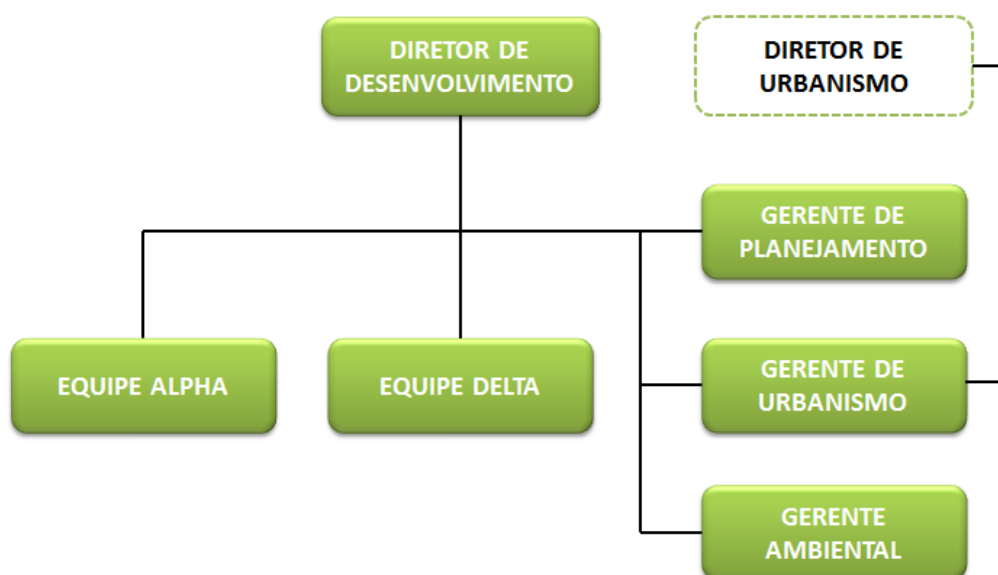 DIRETOR DE
DESENVOLVIMENTO
DIRETOR DE
URBANISMO
GERENTE DE
PLANEJAMENTO
EQUIPE ALPHA
EQUIPE DELTA
GERENTE DE
URBANISMO
GERENTE
AMBIENTAL